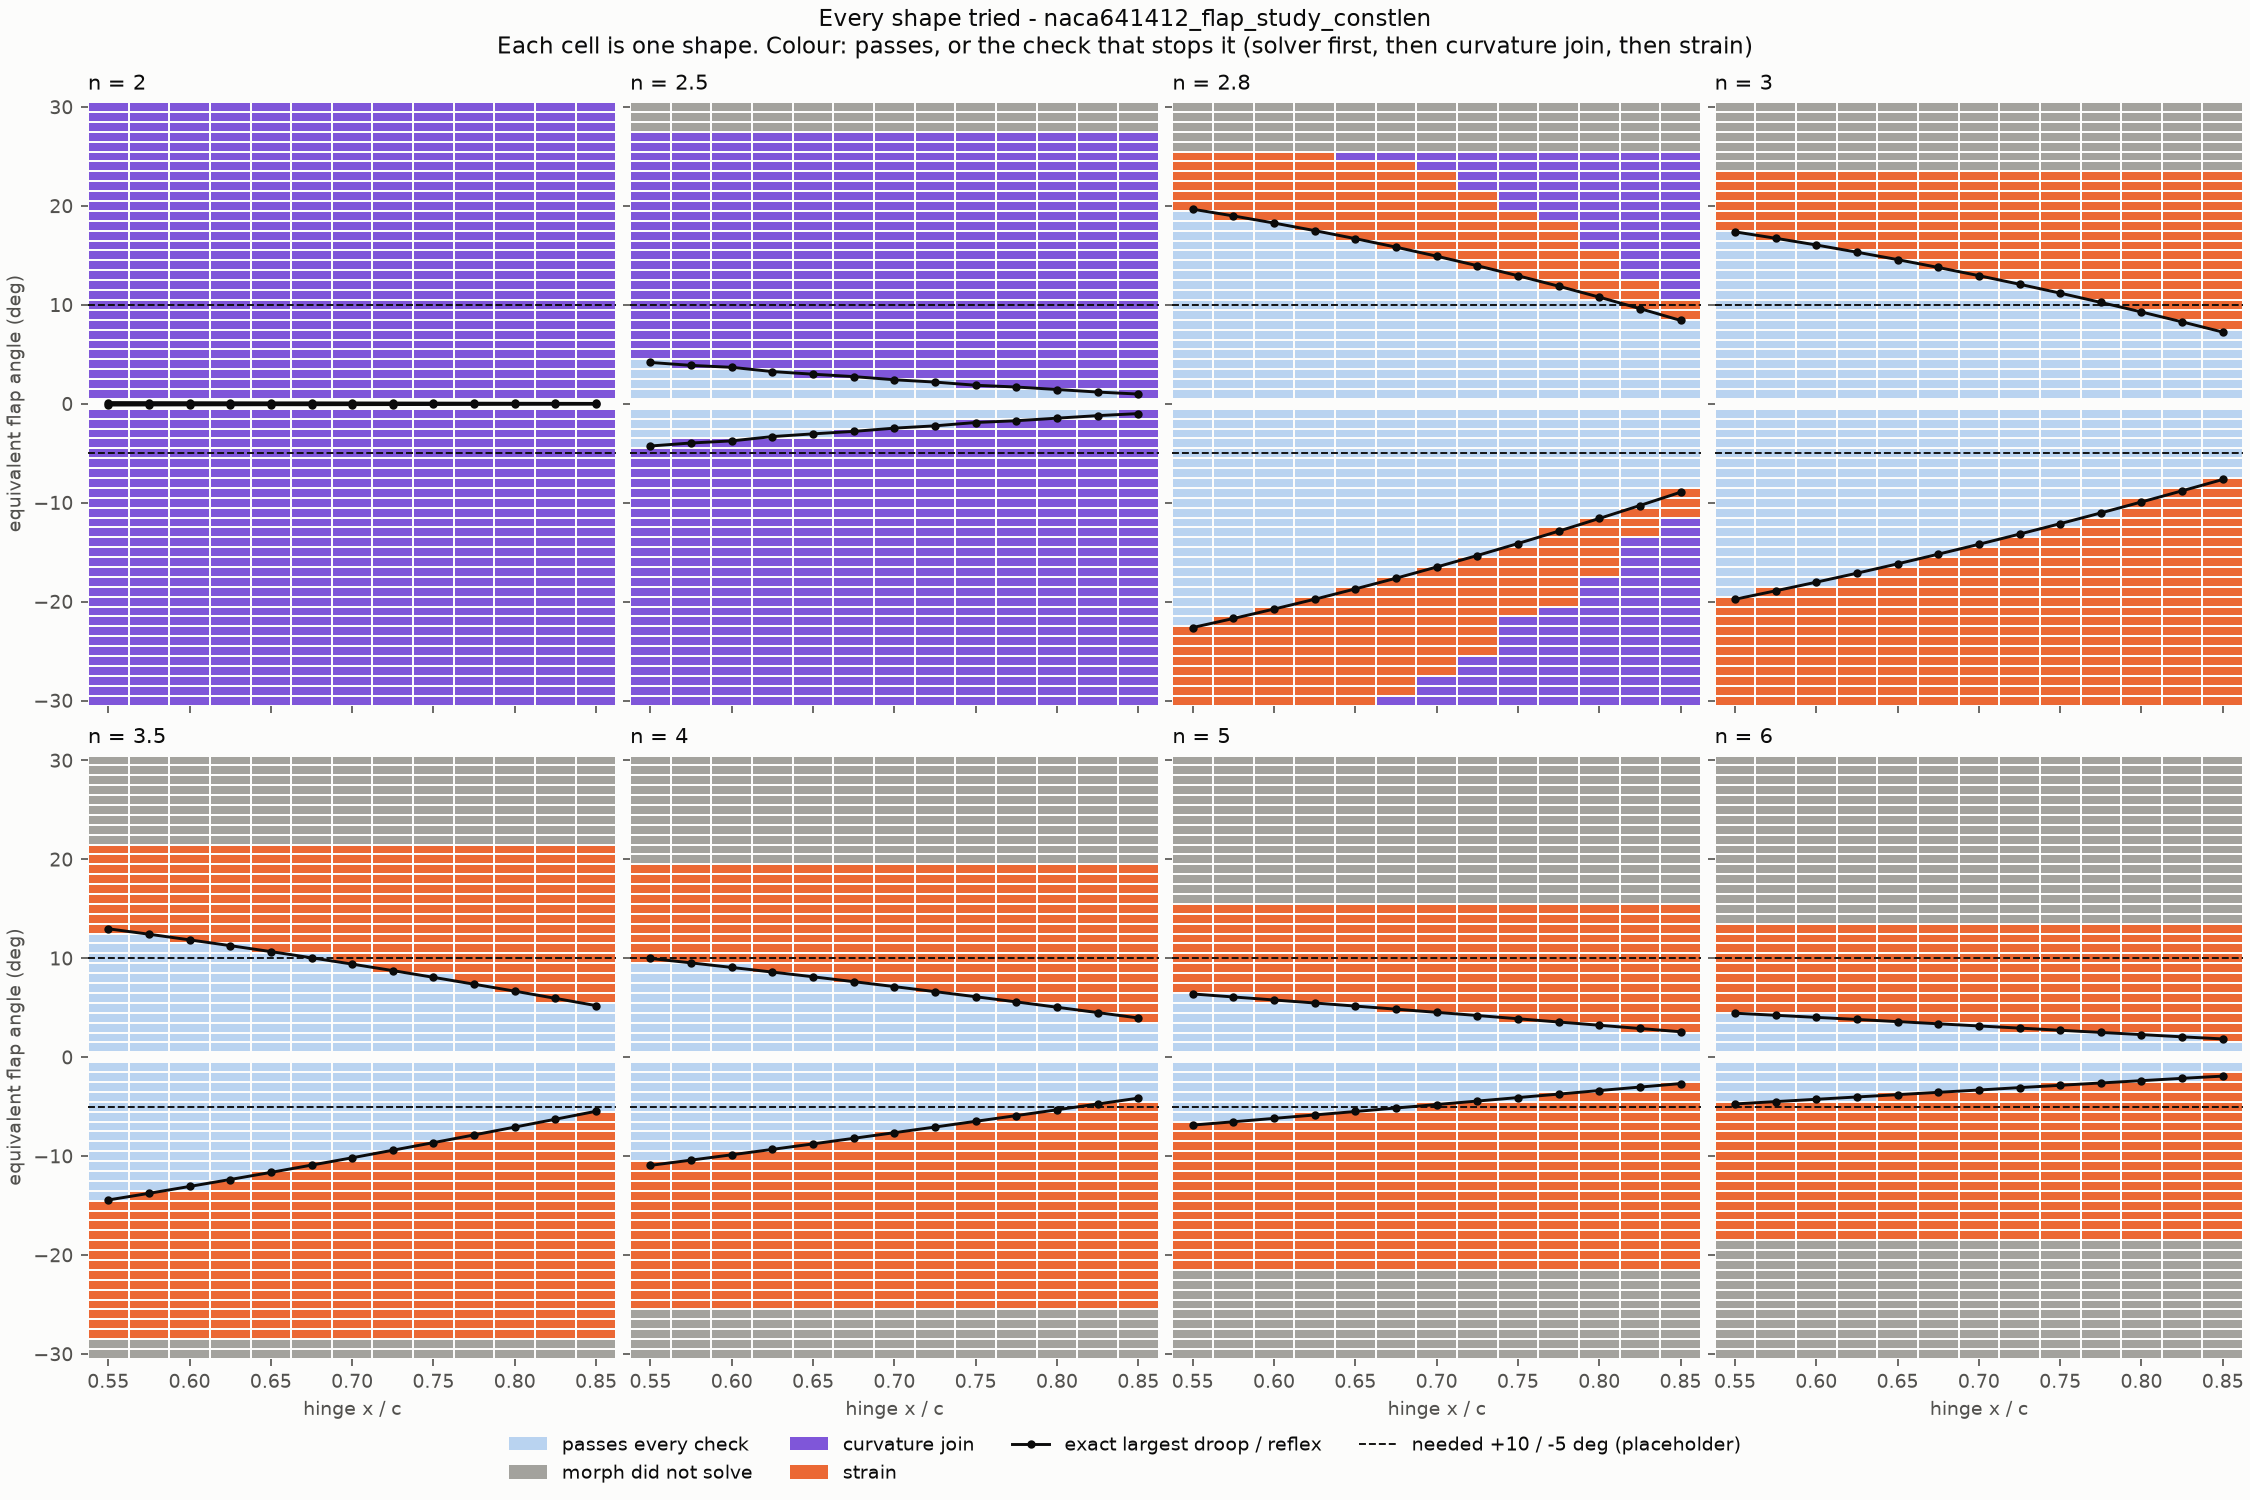 Every shape tried - naca641412_flap_study_constlen
Each cell is one shape. Colour: passes, or the check that stops it (solver first, then curvature join, then strain)
n = 2
n = 2.5
n = 2.8
n = 3
equivalent flap angle (deg)
30
20
10
0
−10
−20
−30
n = 3.5
n = 4
n = 5
n = 6
equivalent flap angle (deg)
30
20
10
0
−10
−20
−30
0.55 0.60 0.65 0.70 0.75 0.80 0.85
0.55 0.60 0.65 0.70 0.75 0.80 0.85
0.55 0.60 0.65 0.70 0.75 0.80 0.85
0.55 0.60 0.65 0.70 0.75 0.80 0.85
hinge x / c
hinge x / c
hinge x / c
hinge x / c
passes every check
morph did not solve
curvature join
strain
exact largest droop / reflex
needed +10 / -5 deg (placeholder)